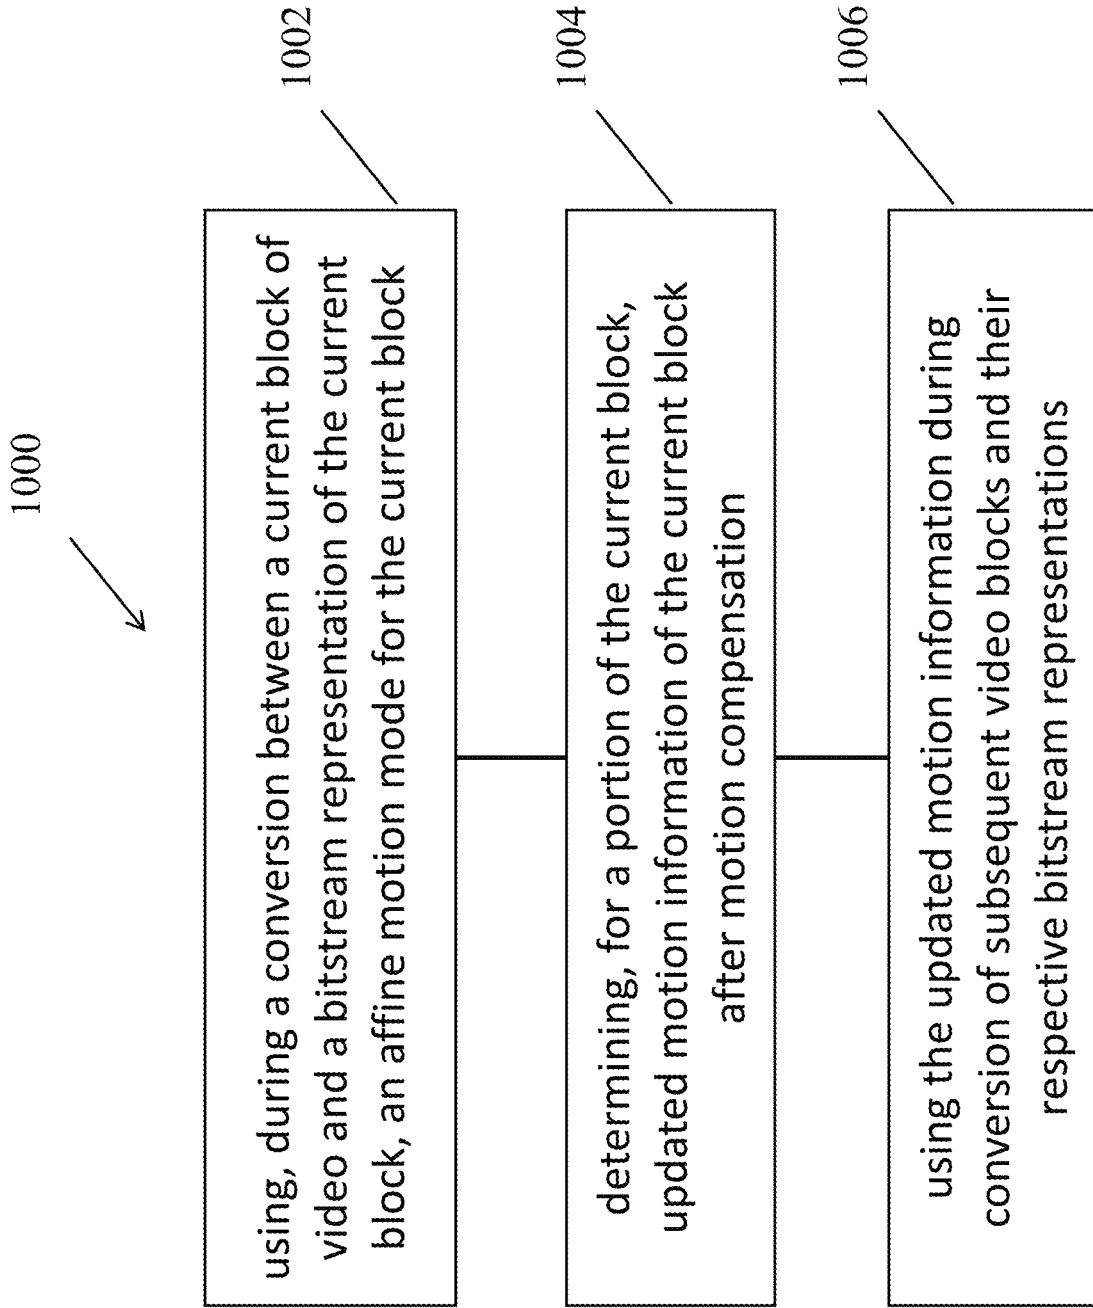 1000
using, during a conversion between a current block of
video and a bitstream representation of the current
block, an affine motion mode for the current block
1002
determining, for a portion of the current block,
updated motion information of the current block
after motion compensation
1004
using the updated motion information during
conversion of subsequent video blocks and their
respective bitstream representations
1006